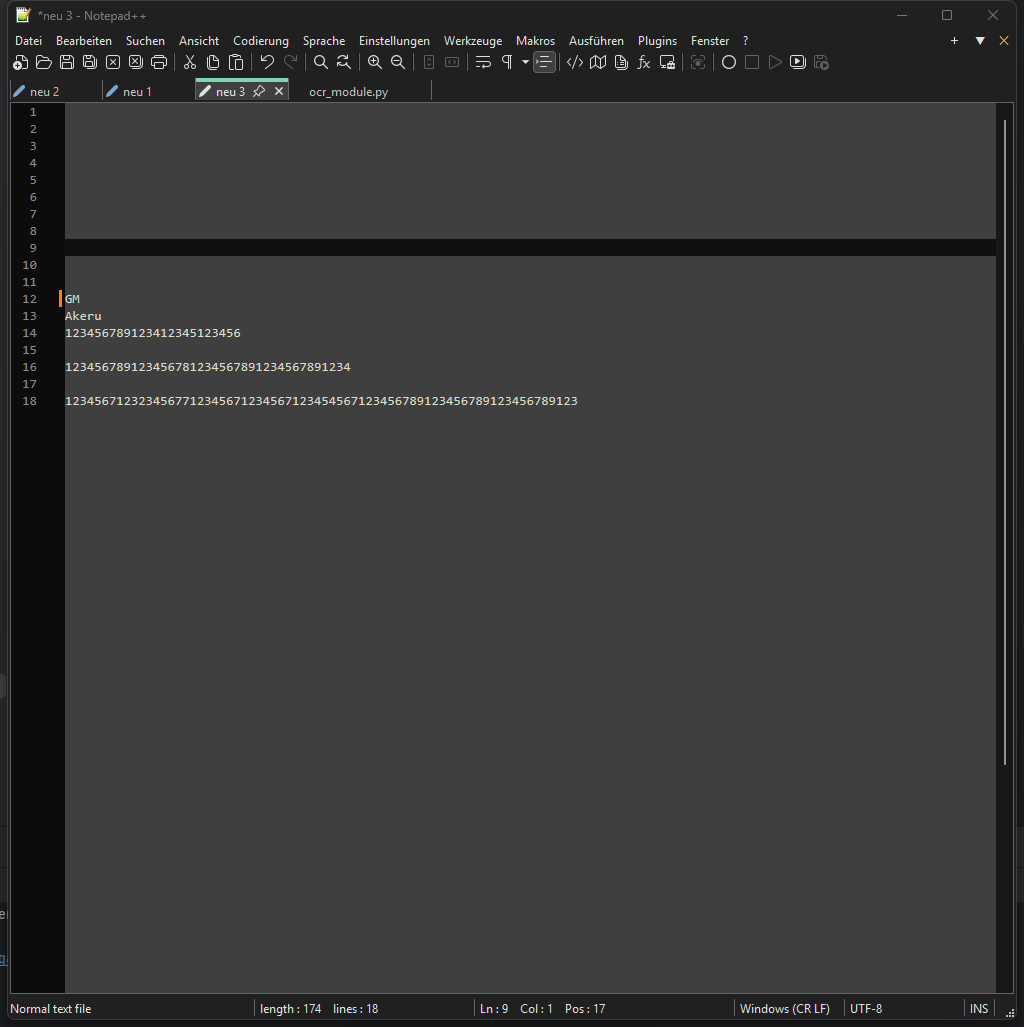 *neu 3 - Notepad++
Datei Bearbeiten Suchen Ansicht Codierung Sprache Einstellungen Werkzeuge Makros Ausführen Plugins Fenster ?
neu 2 neu 1 neu 3 ocr_module.py
1
2
3
4
5
6
7
8
9
10
11
12 GM
13 Akeru
14 123456789123412345123456
15
16 123456789123456781234567891234567891234
17
18 1234567123234567712345671234567123454567123456789123456789123456789123
Normal text file length : 174 lines : 18 Ln : 9 Col : 1 Pos : 17 Windows (CR LF) UTF-8 INS